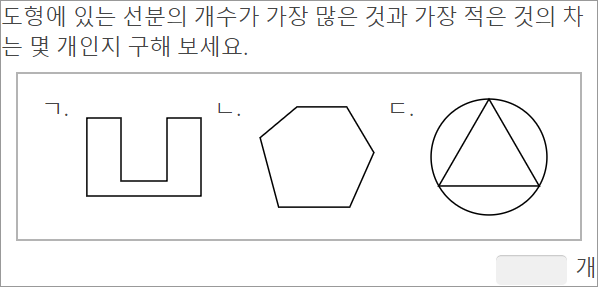 도형에 있는 선분의 개수가 가장 많은 것과 가장 적은 것의 차
는 몇 개인지 구해 보세요.
ㄱ. ㄴ. ㄷ.
개